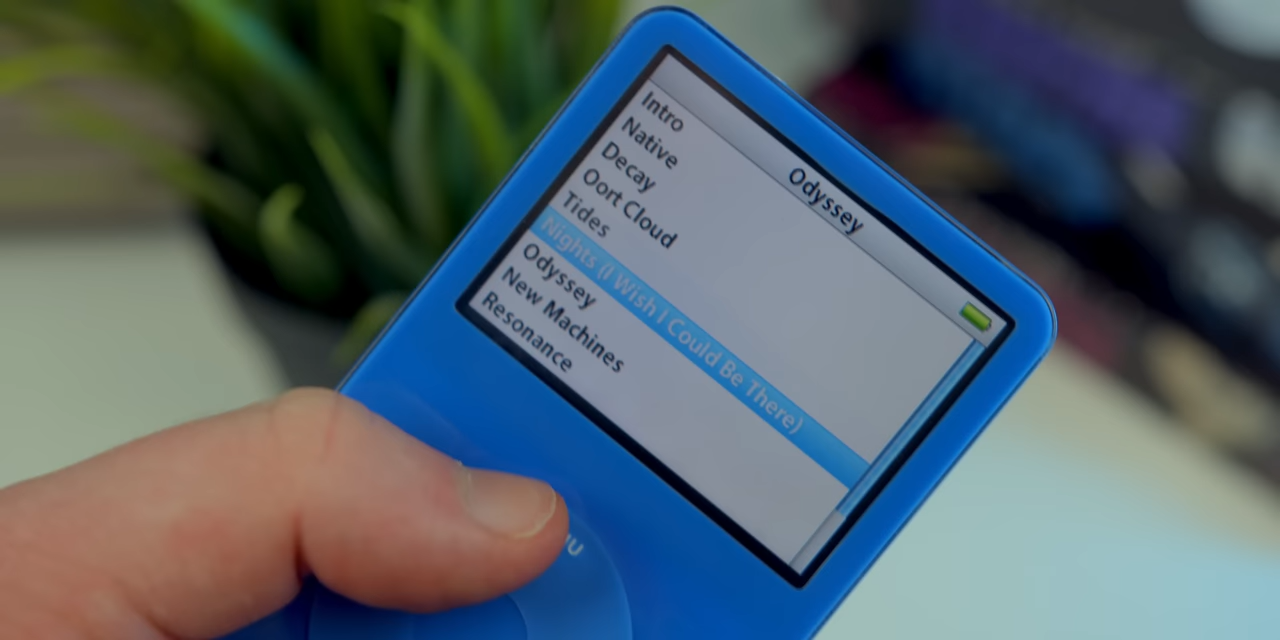 Odyssey
Intro
Native
Decay
Oort Cloud
Tides
Nights (I Wish I Could Be There)
Odyssey
New Machines
Resonance